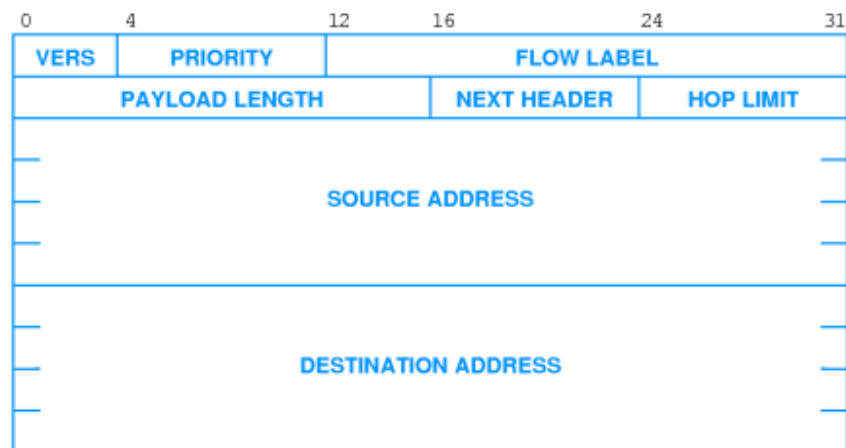 0 4 12 16 24 31
VERS PRIORITY FLOW LABEL
PAYLOAD LENGTH NEXT HEADER HOP LIMIT
SOURCE ADDRESS
DESTINATION ADDRESS